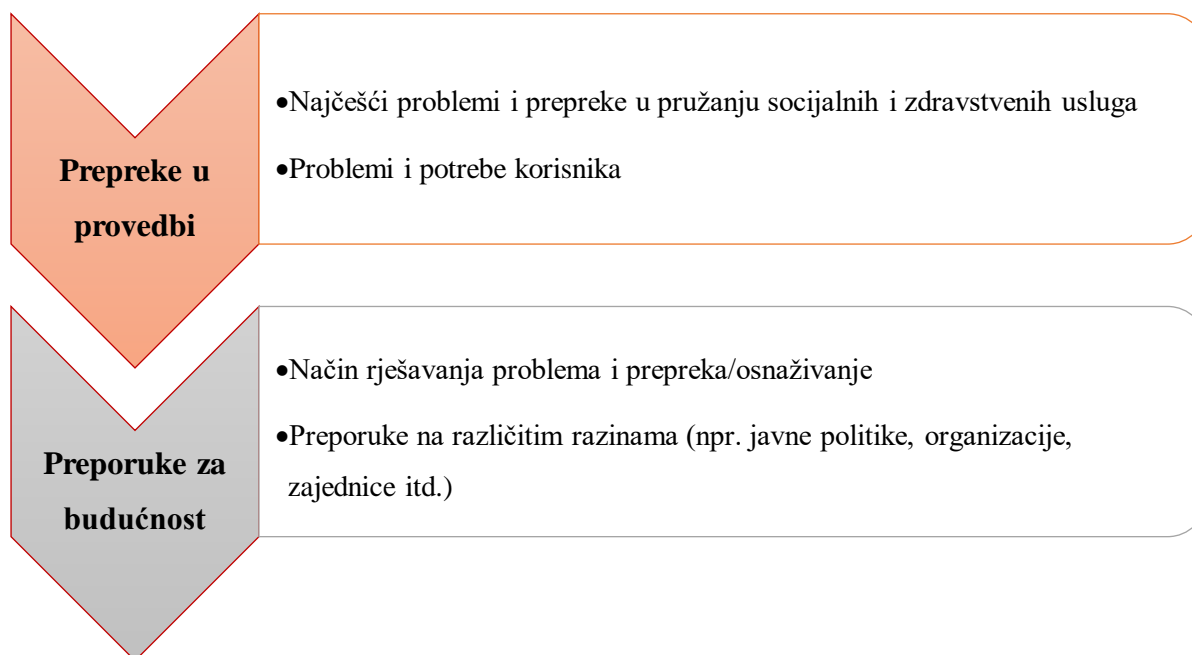 Prepreke u
provedbi
•Najčešći problemi i prepreke u pružanju socijalnih i zdravstvenih usluga
•Problemi i potrebe korisnika
Preporuke za
budućnost
•Način rješavanja problema i prepreka/osnaživanje
•Preporuke na različitim razinama (npr. javne politike, organizacije,
zajednice itd.)